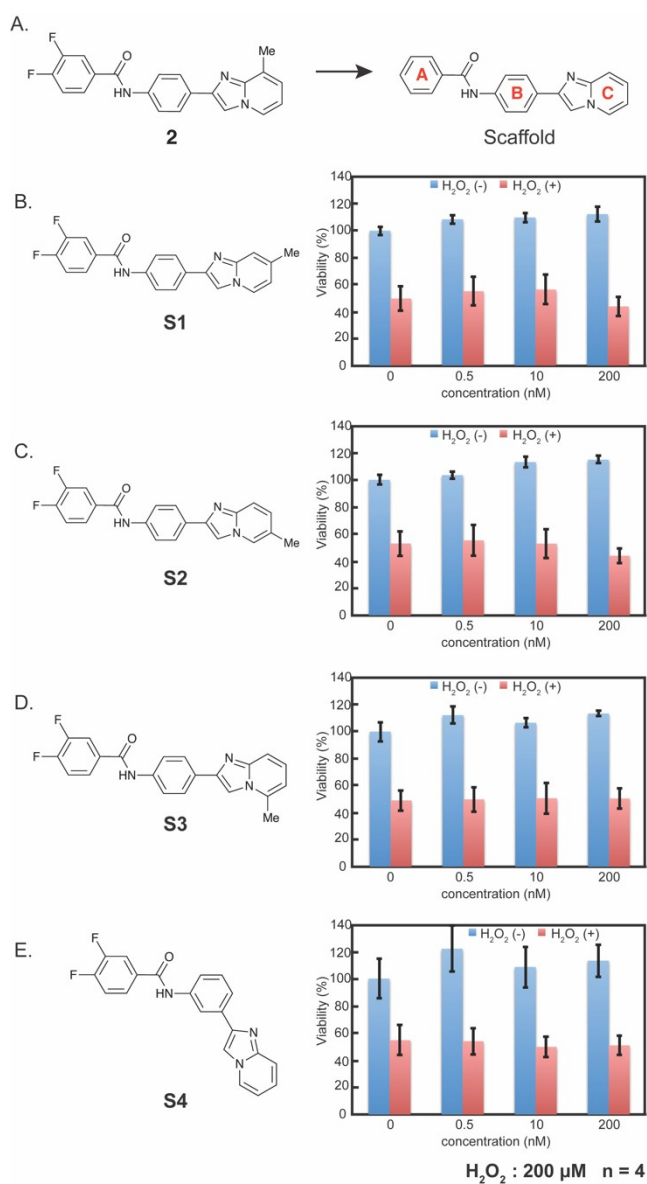 A.
F
F
O
HN
N
N
Me
2
A
O
HN
B
N
N
C
Scaffold
B.
F
F
O
HN
N
N
Me
S1
H₂O₂ (-) H₂O₂ (+)
Viability (%)
140
120
100
80
60
40
20
0
0 0.5 10 200
concentration (nM)
C.
F
F
O
HN
N
N
Me
S2
H₂O₂ (-) H₂O₂ (+)
Viability (%)
140
120
100
80
60
40
20
0
0 0.5 10 200
concentration (nM)
D.
F
F
O
HN
N
N
Me
S3
H₂O₂ (-) H₂O₂ (+)
Viability (%)
140
120
100
80
60
40
20
0
0 0.5 10 200
concentration (nM)
E.
F
F
O
HN
N
N
S4
H₂O₂ (-) H₂O₂ (+)
Viability (%)
140
120
100
80
60
40
20
0
0 0.5 10 200
concentration (nM)
H₂O₂ : 200 µM n = 4